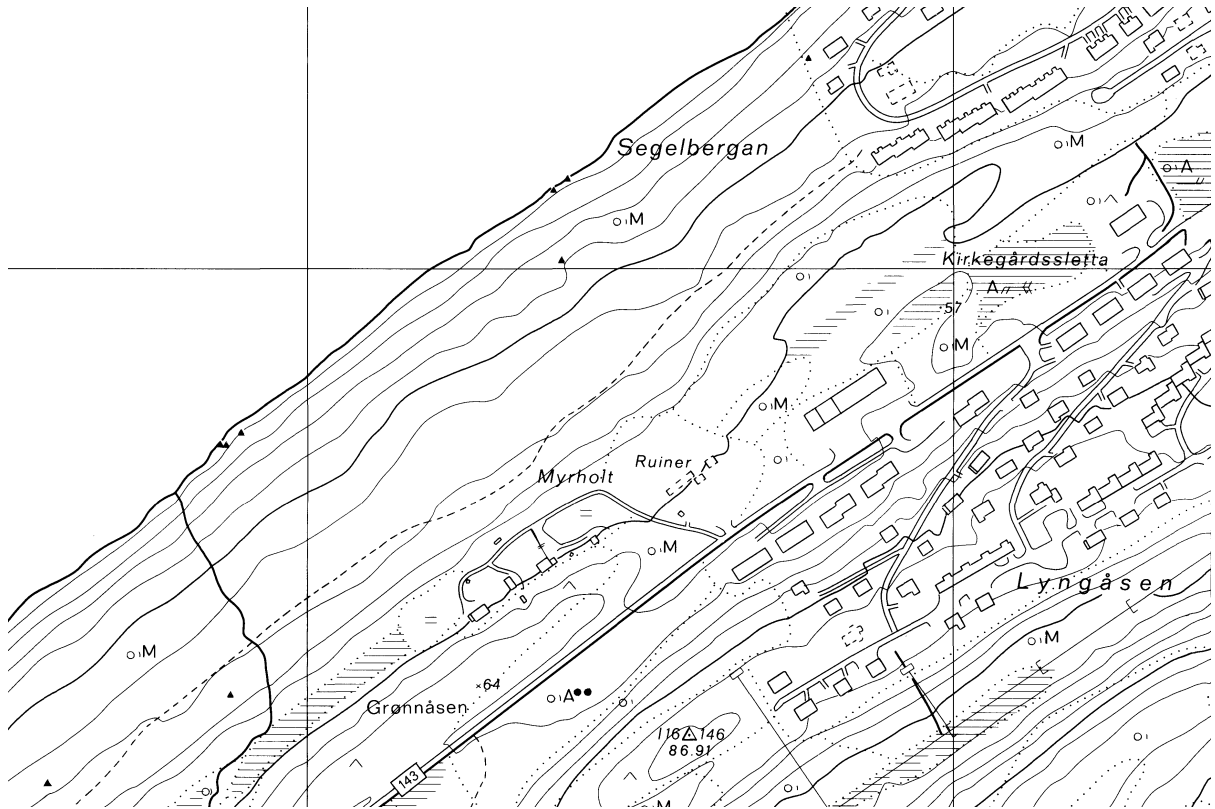 Segelbergan
M
M
A
Kirkegårdssletta
A
57
M
M
Ruiner
Myrholt
M
Lyngåsen
M
M
64
A
Grønnåsen
116 146
86.91
143
M